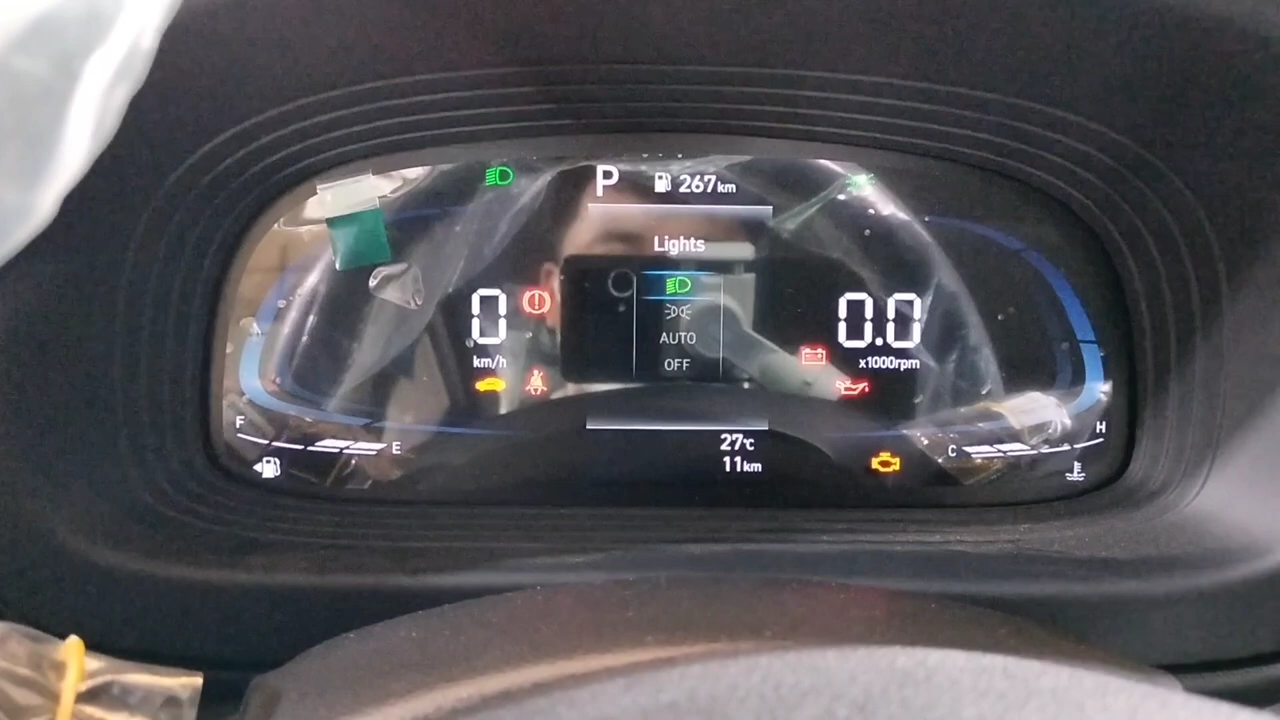 P 267km
Lights
0
km/h
AUTO
OFF
0.0
x1000rpm
F E
27°C
11km
C H